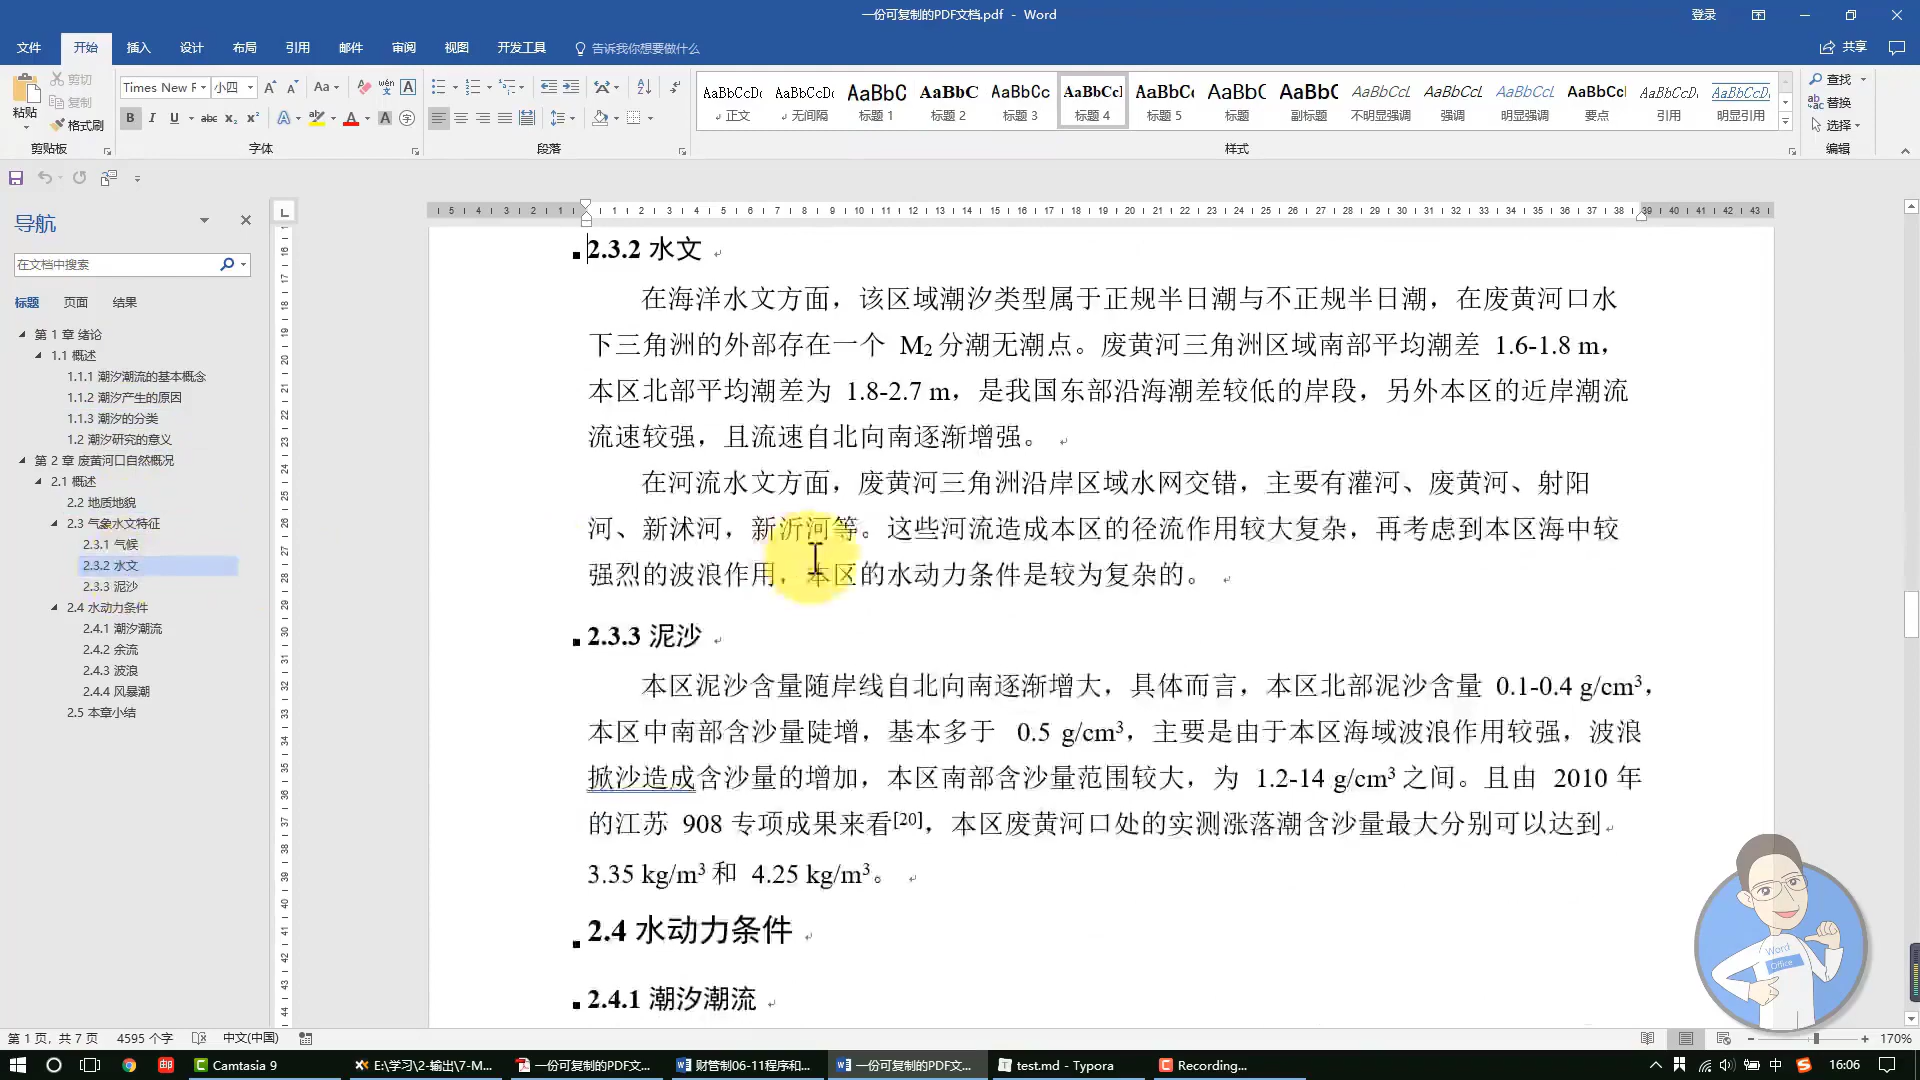 一份可复制的PDF文档.pdf - Word
登录
文件 开始 插入 设计 布局 引用 邮件 审阅 视图 开发工具 告诉我你想要做什么
共享
粘贴
剪切
复制
格式刷
剪贴板
Times New F 小四
字体
段落
AaBbCcDc 正文
AaBbCcDc 无间隔
AaBbC 标题 1
AaBbC 标题 2
AaBbCc 标题 3
AaBbCcl 标题 4
AaBbCc 标题 5
AaBbC 标题
AaBbC 副标题
AaBbCcL 不明显强调
AaBbCcL 强调
AaBbCcL 明显强调
AaBbCcl 要点
AaBbCcD. 引用
AaBbCcD. 明显引用
样式
查找
替换
选择
编辑
导航
在文档中搜索
标题 页面 结果
第 1 章 绪论
1.1 概述
1.1.1 潮汐潮流的基本概念
1.1.2 潮汐产生的原因
1.1.3 潮汐的分类
1.2 潮汐研究的意义
第 2 章 废黄河口自然概况
2.1 概述
2.2 地质地貌
2.3 气象水文特征
2.3.1 气候
2.3.2 水文
2.3.3 泥沙
2.4 水动力条件
2.4.1 潮汐潮流
2.4.2 余流
2.4.3 波浪
2.4.4 风暴潮
2.5 本章小结
2.3.2 水文
在海洋水文方面，该区域潮汐类型属于正规半日潮与不正规半日潮，在废黄河口水
下三角洲的外部存在一个 M₂ 分潮无潮点。废黄河三角洲区域南部平均潮差 1.6-1.8 m，
本区北部平均潮差为 1.8-2.7 m，是我国东部沿海潮差较低的岸段，另外本区的近岸潮流
流速较强，且流速自北向南逐渐增强。
在河流水文方面，废黄河三角洲沿岸区域水网交错，主要有灌河、废黄河、射阳
河、新沭河，新沂河等。这些河流造成本区的径流作用较大复杂，再考虑到本区海中较
强烈的波浪作用，本区的水动力条件是较为复杂的。
2.3.3 泥沙
本区泥沙含量随岸线自北向南逐渐增大，具体而言，本区北部泥沙含量 0.1-0.4 g/cm³，
本区中南部含沙量陡增，基本多于 0.5 g/cm³，主要是由于本区海域波浪作用较强，波浪
掀沙造成含沙量的增加，本区南部含沙量范围较大，为 1.2-14 g/cm³ 之间。且由 2010 年
的江苏 908 专项成果来看[20]，本区废黄河口处的实测涨落潮含沙量最大分别可以达到
3.35 kg/m³ 和 4.25 kg/m³。
2.4 水动力条件
2.4.1 潮汐潮流
Word
Office
第 1 页，共 7 页 4595 个字 中文(中国) 170%
Camtasia 9
E:\学习\2-输出\7-M...
一份可复制的PDF文...
财管制06-11程序和...
一份可复制的PDF文...
test.md - Typora
Recording...
中
16:06